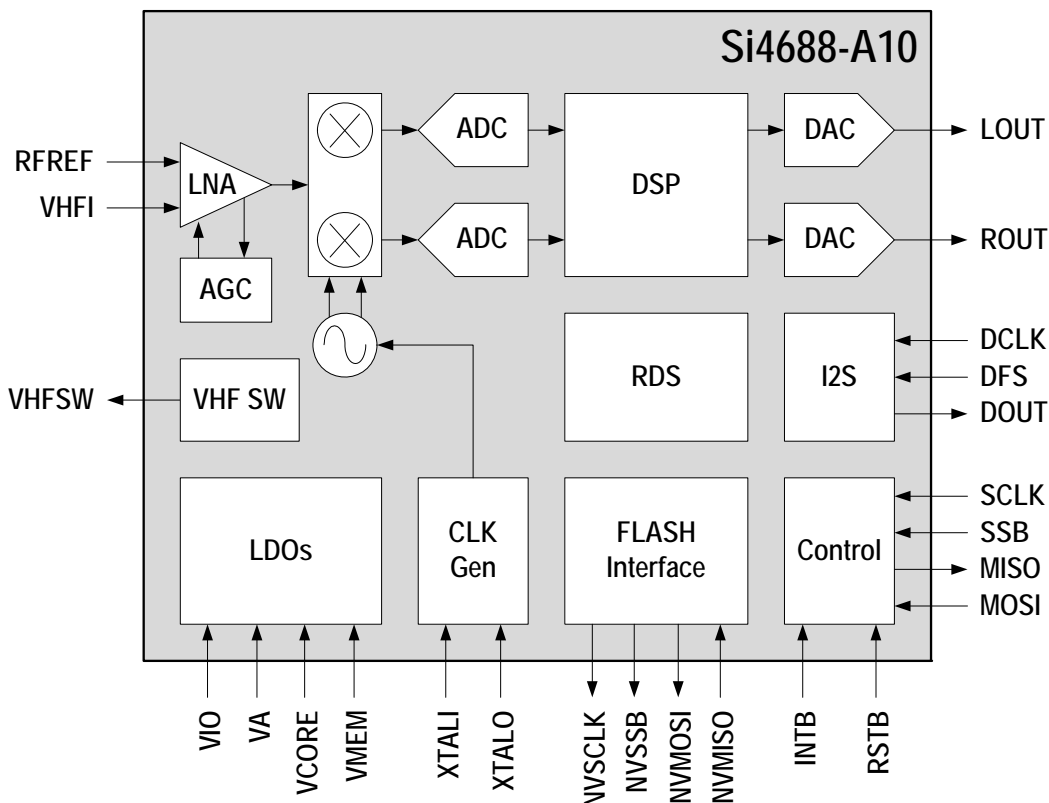 Si4688-A10
RFREF
VHFI
LNA
AGC
ADC
ADC
DSP
DAC
DAC
LOUT
ROUT
VHFSW
VHF SW
RDS
I2S
DCLK
DFS
DOUT
LDOs
CLK
Gen
FLASH
Interface
Control
SCLK
SSB
MISO
MOSI
VIO
VA
VCORE
VMEM
XTALI
XTALO
NVSCLK
NVSSB
NVMOSI
NVMISO
INTB
RSTB